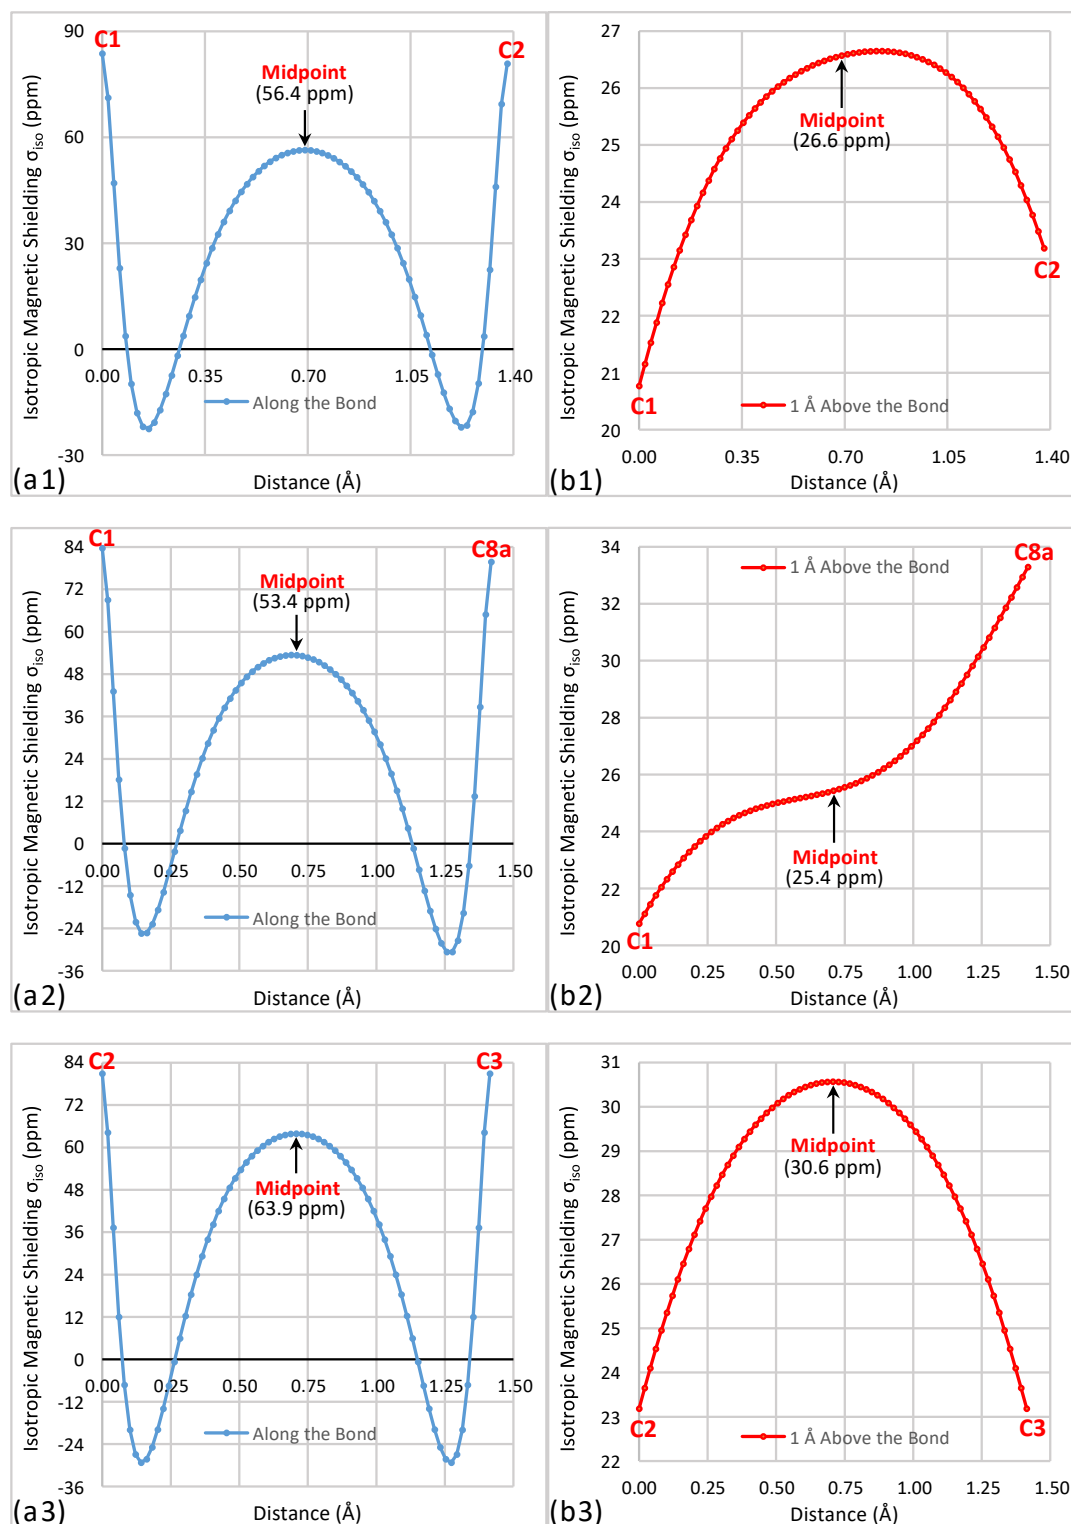 Isotropic Magnetic Shielding σiso (ppm)
90
60
30
0
-30
C1
C2
Midpoint
(56.4 ppm)
0.00 0.35 0.70 1.05 1.40
Along the Bond
Distance (Å)
(a1)
Isotropic Magnetic Shielding σiso (ppm)
27
26
25
24
23
22
21
20
Midpoint
(26.6 ppm)
C2
C1
1 Å Above the Bond
0.00 0.35 0.70 1.05 1.40
Distance (Å)
(b1)
Isotropic Magnetic Shielding σiso (ppm)
84
72
60
48
36
24
12
0
-12
-24
-36
C1
C8a
Midpoint
(53.4 ppm)
0.00 0.25 0.50 0.75 1.00 1.25 1.50
Along the Bond
Distance (Å)
(a2)
Isotropic Magnetic Shielding σiso (ppm)
34
32
30
28
26
24
22
20
C8a
1 Å Above the Bond
Midpoint
(25.4 ppm)
C1
0.00 0.25 0.50 0.75 1.00 1.25 1.50
Distance (Å)
(b2)
Isotropic Magnetic Shielding σiso (ppm)
84
72
60
48
36
24
12
0
-12
-24
-36
C2
C3
Midpoint
(63.9 ppm)
0.00 0.25 0.50 0.75 1.00 1.25 1.50
Along the Bond
Distance (Å)
(a3)
Isotropic Magnetic Shielding σiso (ppm)
31
30
29
28
27
26
25
24
23
22
Midpoint
(30.6 ppm)
C2
C3
1 Å Above the Bond
0.00 0.25 0.50 0.75 1.00 1.25 1.50
Distance (Å)
(b3)